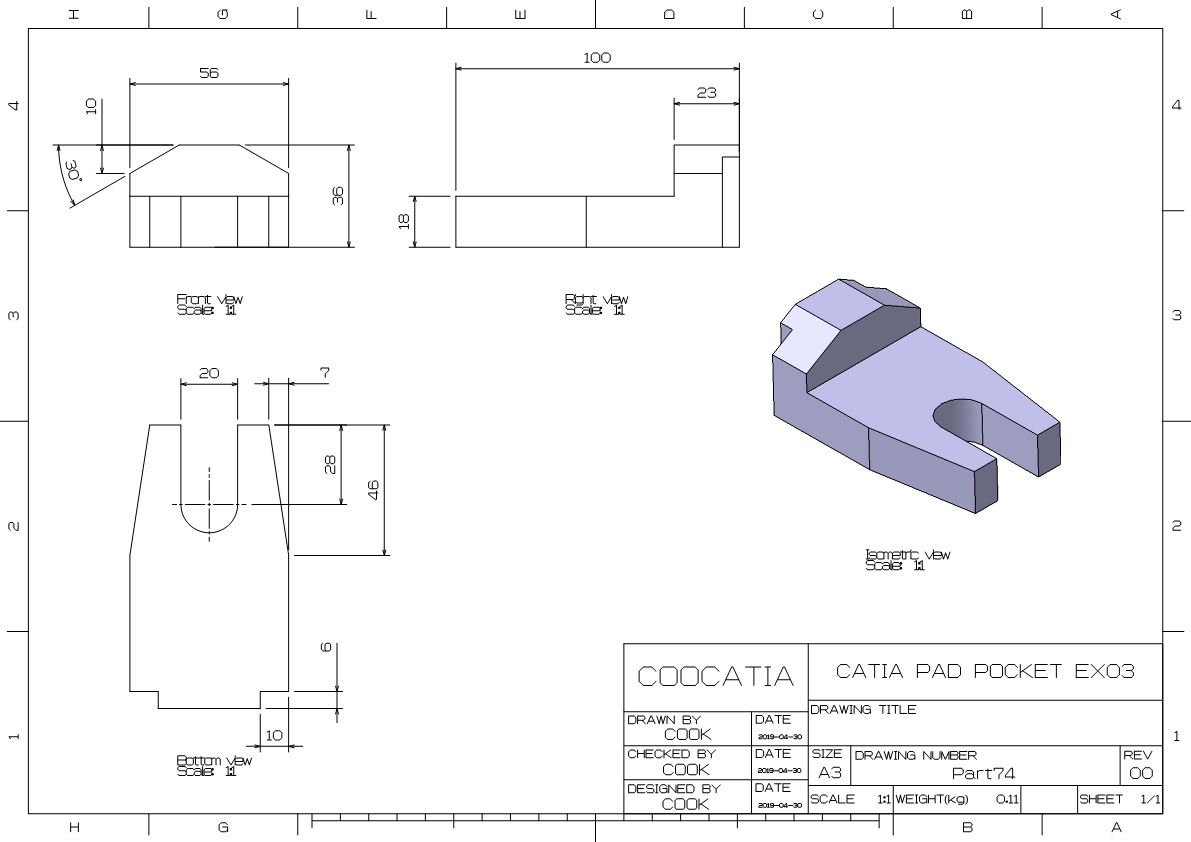 H G F E D C B A
4 4
3 3
2 2
1 1
56
10
30°
36
100
23
18
Front view
Scale: 1:1
Right view
Scale: 1:1
20
7
28
46
6
10
Bottom view
Scale: 1:1
Isometric view
Scale: 1:1
COOCATIA
CATIA PAD POCKET EX03
DRAWING TITLE
DRAWN BY
COOK
DATE
2019-04-30
CHECKED BY
COOK
DATE
2019-04-30
DESIGNED BY
COOK
DATE
2019-04-30
SIZE
A3
DRAWING NUMBER
Part74
REV
00
SCALE 1:1
WEIGHT(kg) 0.11
SHEET 1/1
H G B A